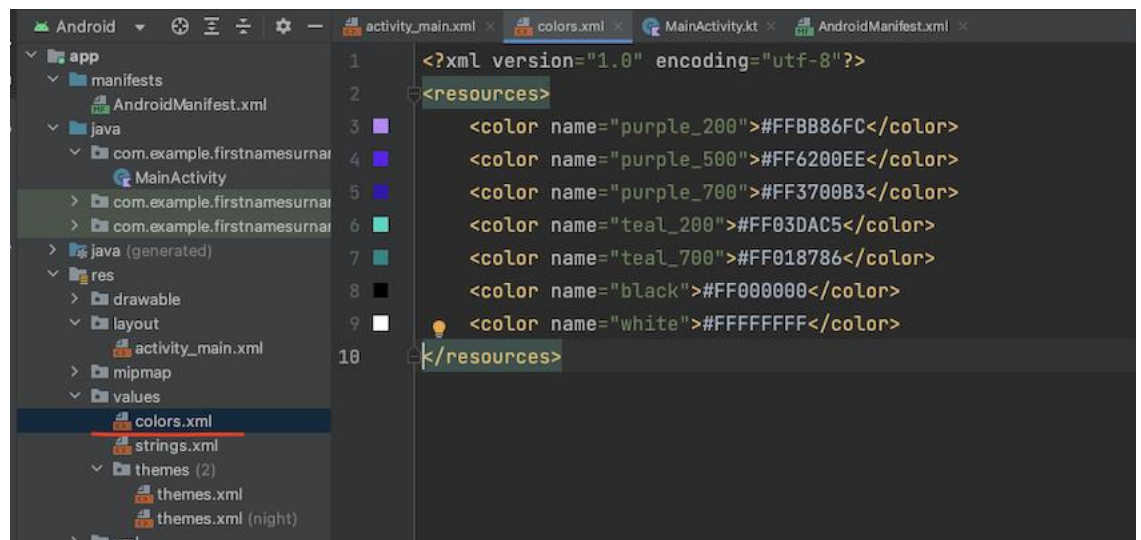 Android
activity_main.xml
colors.xml
MainActivity.kt
AndroidManifest.xml
app
manifests
AndroidManifest.xml
java
com.example.firstnamesurnar
MainActivity
com.example.firstnamesurnar
com.example.firstnamesurnar
java (generated)
res
drawable
layout
activity_main.xml
mipmap
values
colors.xml
strings.xml
themes (2)
themes.xml
themes.xml (night)
1 <?xml version="1.0" encoding="utf-8"?>
2 <resources>
3 <color name="purple_200">#FFBB86FC</color>
4 <color name="purple_500">#FF6200EE</color>
5 <color name="purple_700">#FF3700B3</color>
6 <color name="teal_200">#FF03DAC5</color>
7 <color name="teal_700">#FF018786</color>
8 <color name="black">#FF000000</color>
9 <color name="white">#FFFFFFFF</color>
10 </resources>